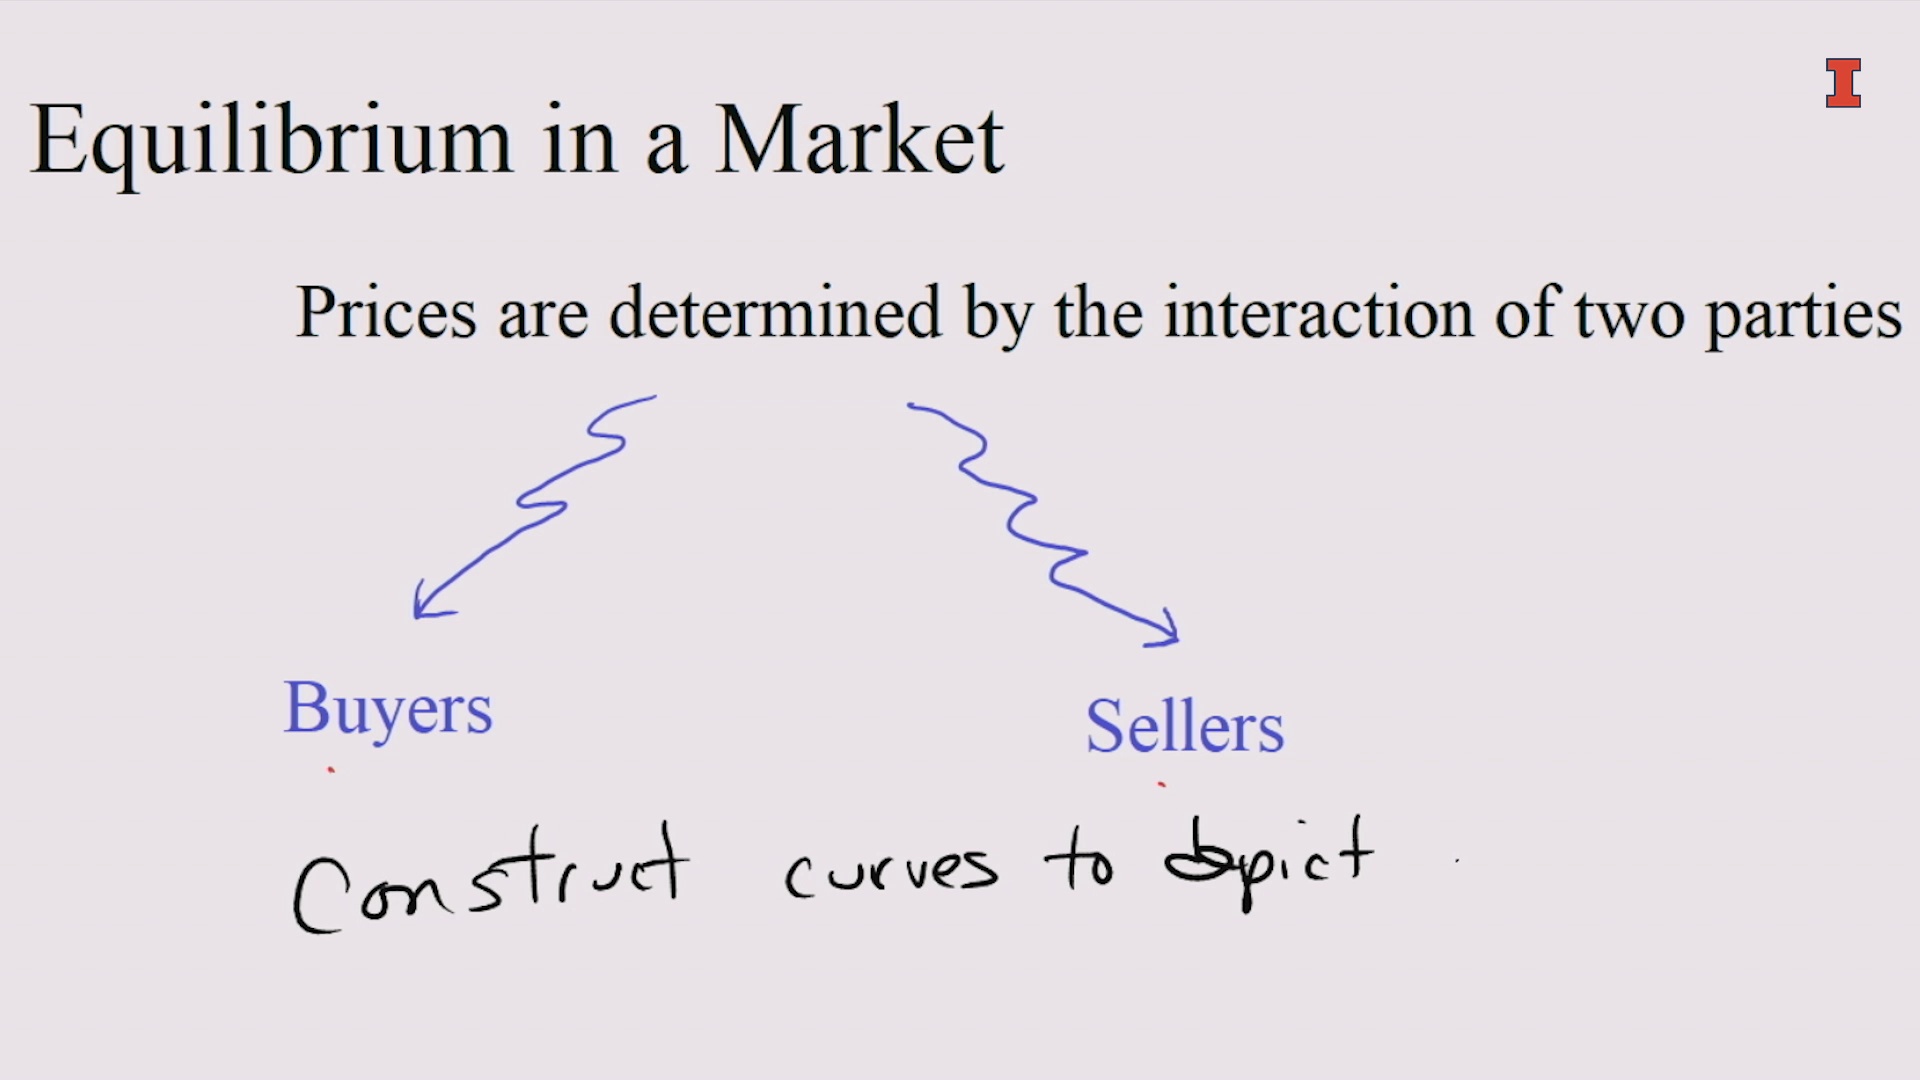 I
Equilibrium in a Market
Prices are determined by the interaction of two parties
Buyers Sellers
Construct curves to depict